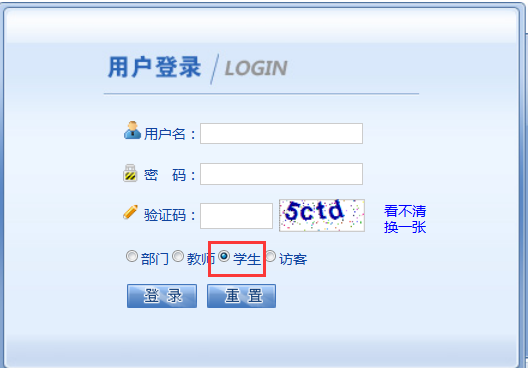 用户登录 LOGIN
用户名：
密 码：
验证码： 5ctd 看不清
换一张
部门 教师 学生 访客
登 录 重 置